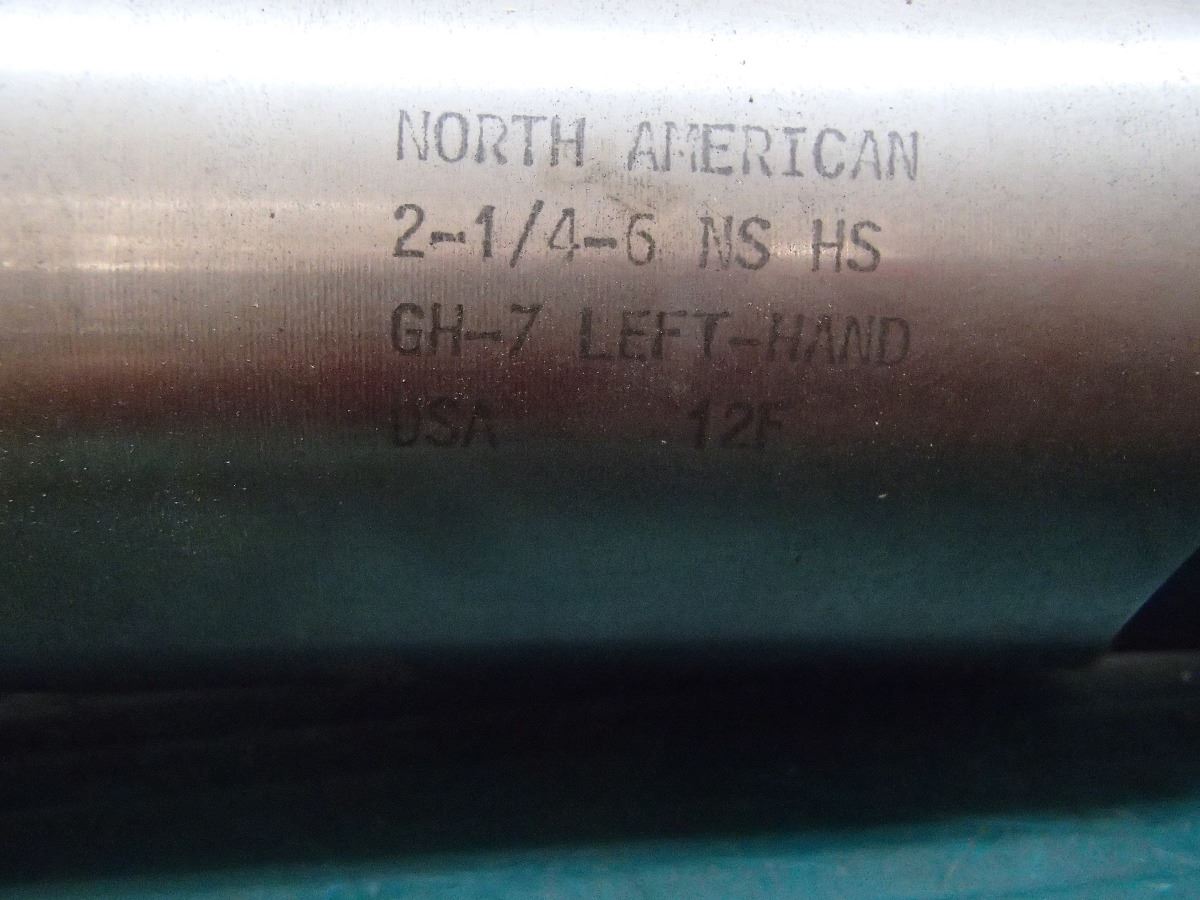 NORTH AMERICAN
2-1/4-6 NS HS
GH-7 LEFT-HAND
USA 12F